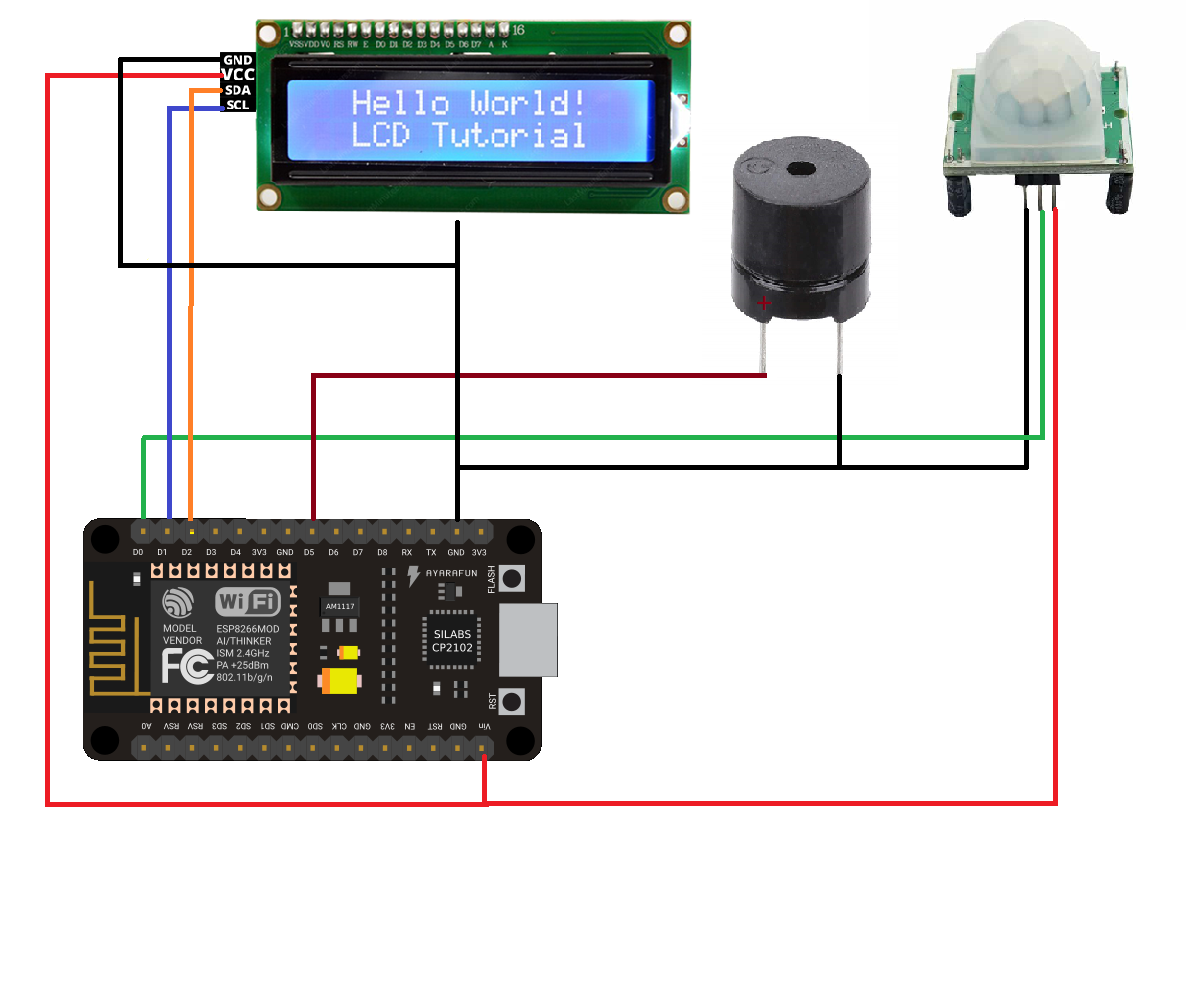 1 16
VSS VDD V0 RS RW E D0 D1 D2 D3 D4 D5 D6 D7 A K
GND
VCC
SDA
SCL
Hello World!
LCD Tutorial
+
D0 D1 D2 D3 D4 3V3 GND D5 D6 D7 D8 RX TX GND 3V3
AYARAFUN
FLASH
WiFi
MODEL
VENDOR
ESP8266MOD
AI/THINKER
ISM 2.4GHz
PA +25dBm
802.11b/g/n
FC
AM1117
SILABS
CP2102
RST
A0 RSV RSV SD3 SD2 SD1 CMD SD0 CLK GND 3V3 EN RST GND Vin